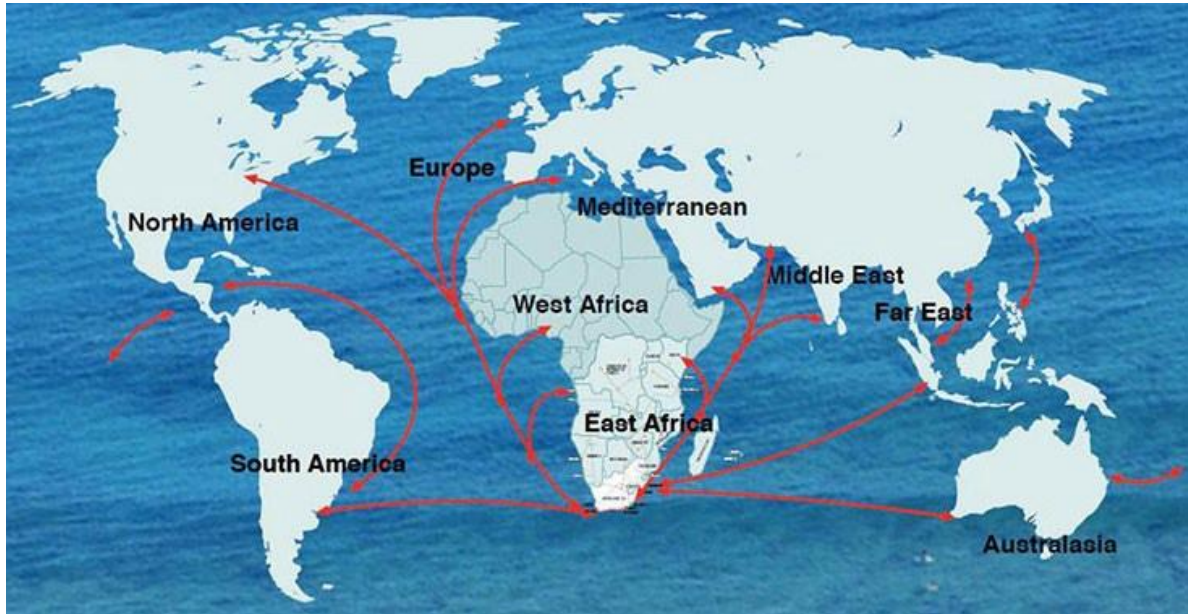 Europe
North America
Mediterranean
West Africa
Middle East
Far East
East Africa
South America
Australasia